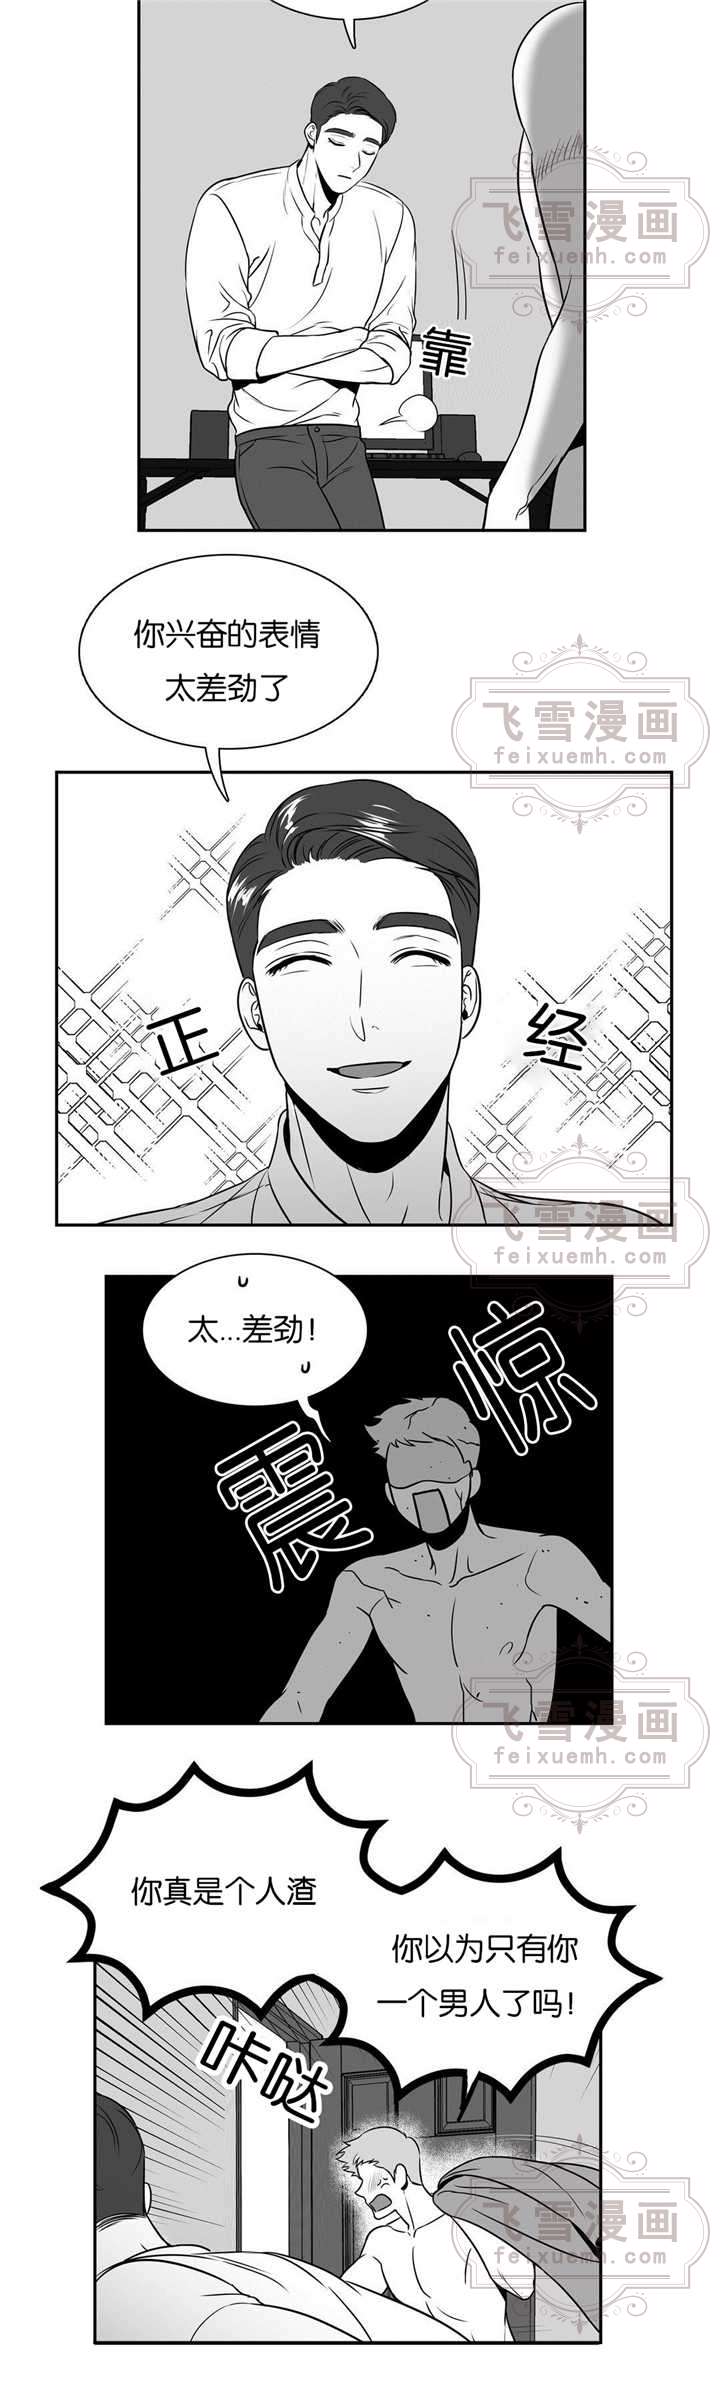 飞雪漫画
feixuemh.com
靠
你兴奋的表情
太差劲了
飞雪漫画
feixuemh.com
正
经
飞雪漫画
feixuemh.com
太...差劲!
惊
震
飞雪漫画
feixuemh.com
你真是个人渣
你以为只有你
一个男人了吗!
咔哒
飞雪漫画
feixuemh.com